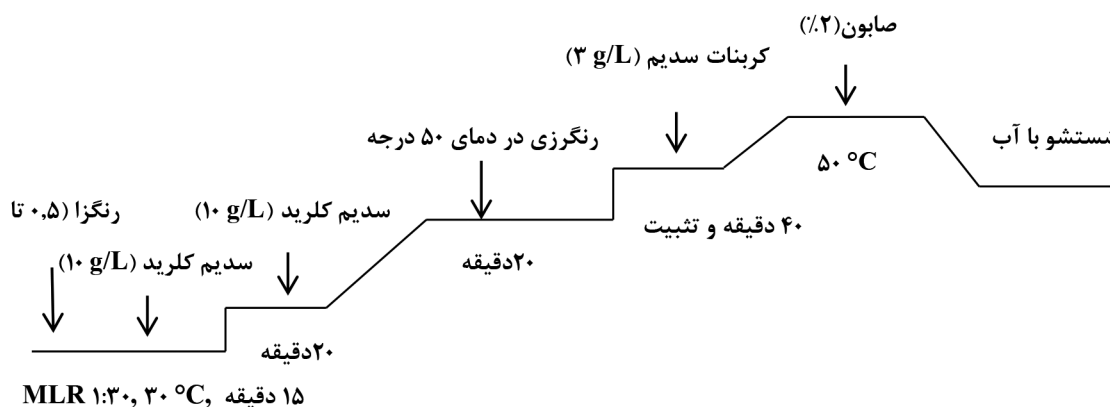 صابون(۲٪)
کربنات سدیم (۳ g/L)
رنگرزی در دمای ۵۰ درجه
شستشو با آب
۵۰ °C
رنگزا (۰,۵ تا
سدیم کلرید (۱۰ g/L)
۴۰ دقیقه و تثبیت
سدیم کلرید (۱۰ g/L)
۲۰دقیقه
۲۰دقیقه
MLR ۱:۳۰, ۳۰ °C, ۱۵ دقیقه